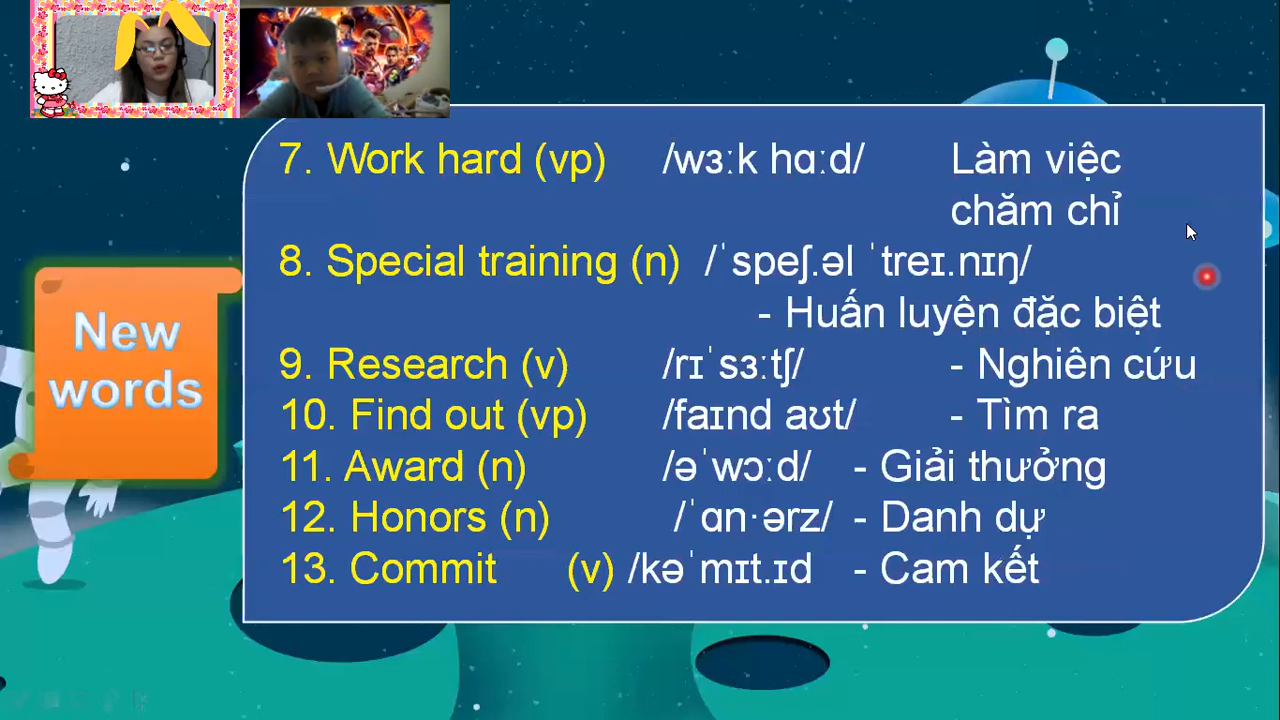 7. Work hard (vp) /wɜːk hɑːd/ Làm việc
chăm chỉ
8. Special training (n) /ˈspeʃ.əl ˈtreɪ.nɪŋ/
- Huấn luyện đặc biệt
9. Research (v) /rɪˈsɜːtʃ/ - Nghiên cứu
10. Find out (vp) /faɪnd aʊt/ - Tìm ra
11. Award (n) /əˈwɔːd/ - Giải thưởng
12. Honors (n) /ˈɑn·ərz/ - Danh dự
13. Commit (v) /kəˈmɪt.ɪd - Cam kết
New
words